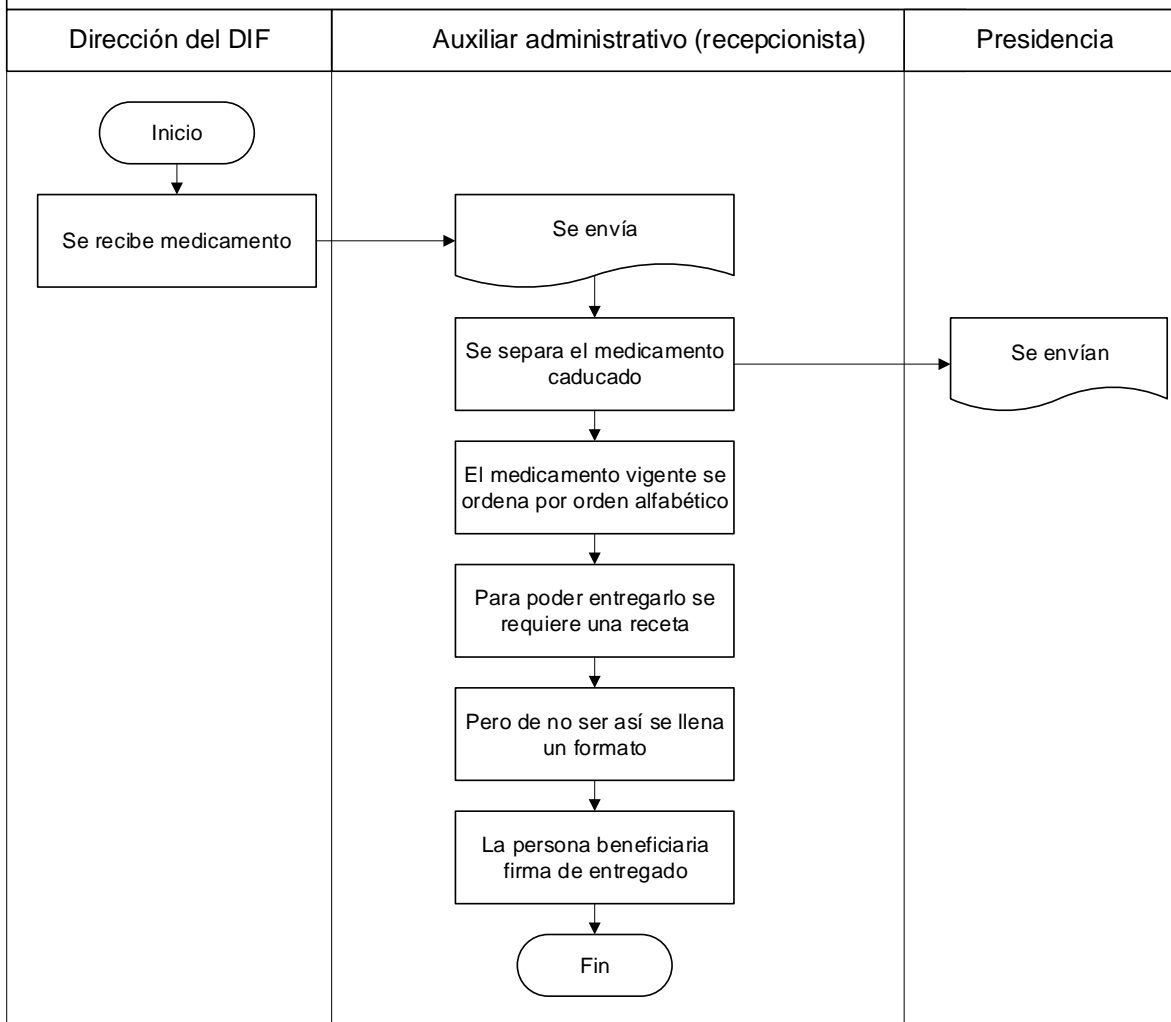 Dirección del DIF
Auxiliar administrativo (recepcionista)
Presidencia
Inicio
Se recibe medicamento
Se envía
Se separa el medicamento
caducado
Se envían
El medicamento vigente se
ordena por orden alfabético
Para poder entregarlo se
requiere una receta
Pero de no ser así se llena
un formato
La persona beneficiaria
firma de entregado
Fin